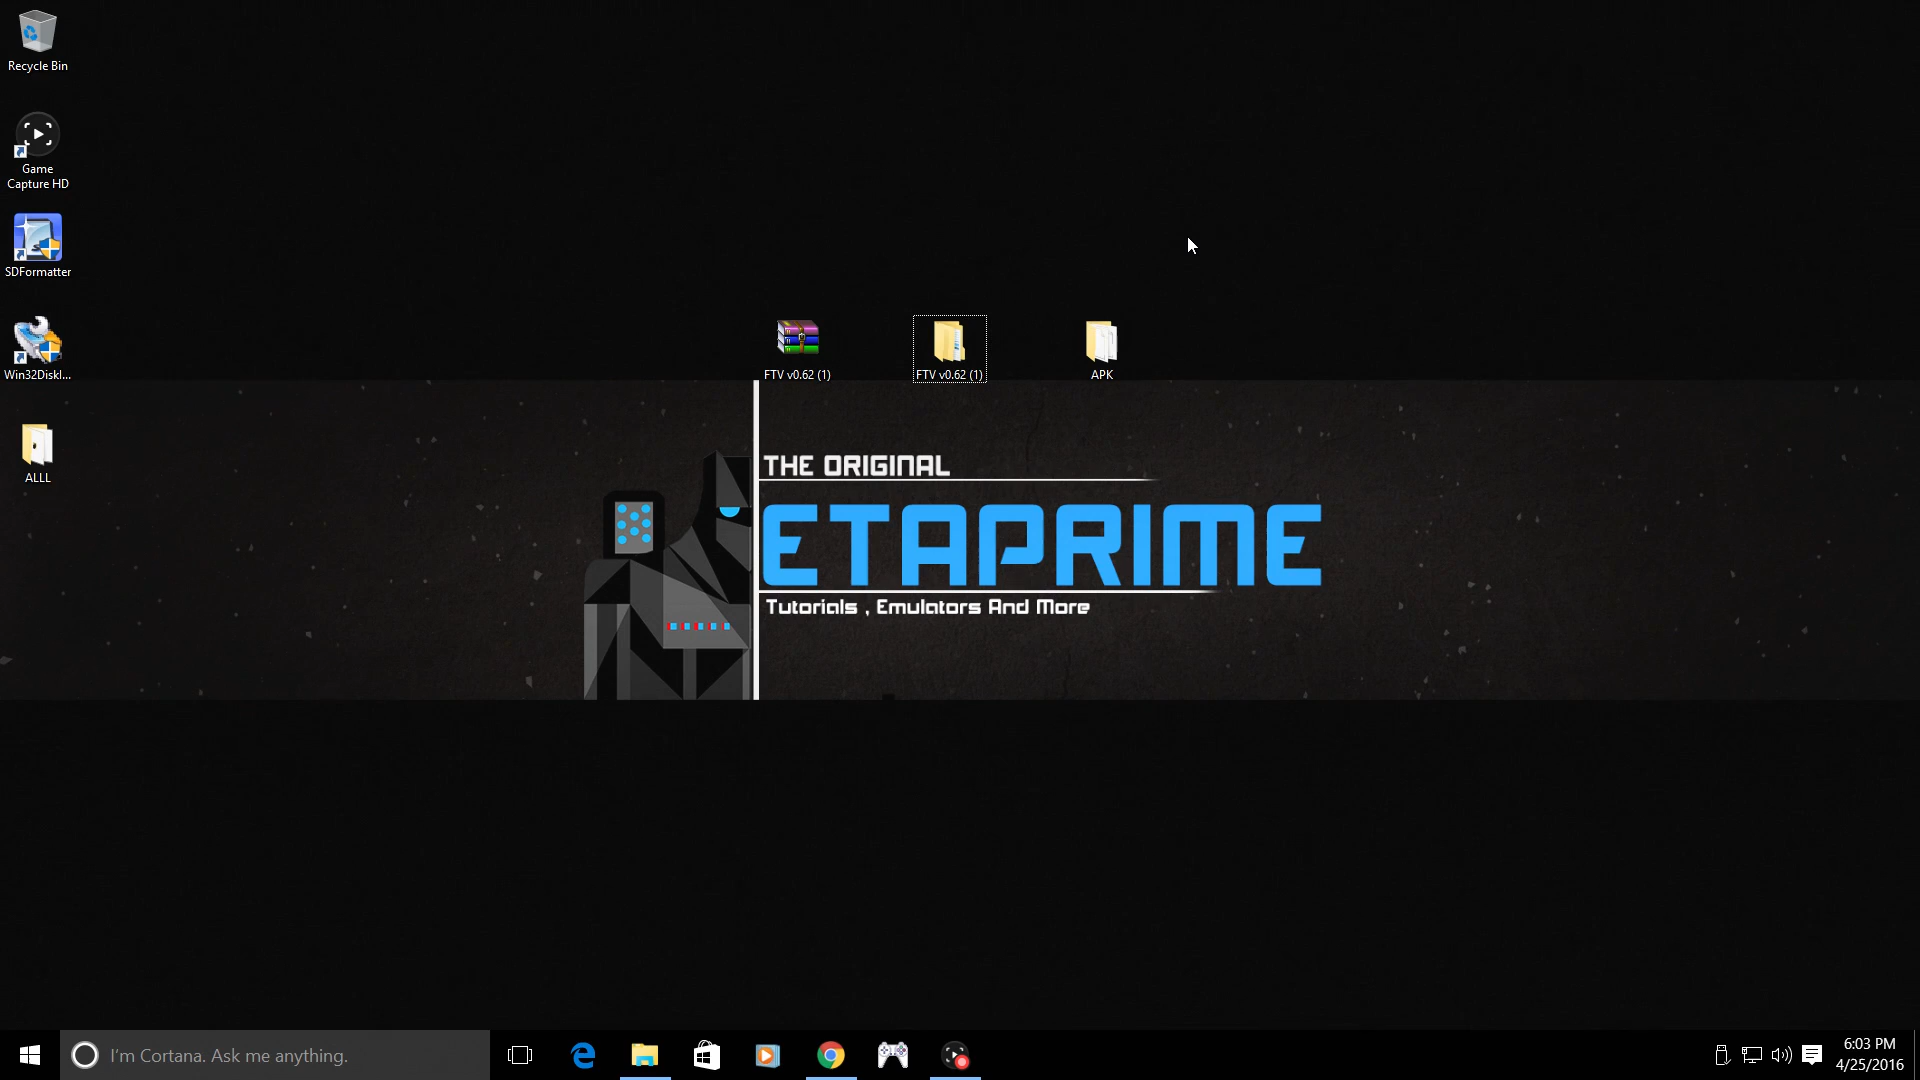 Recycle Bin
Game
Capture HD
SDFormatter
Win32DiskI...
ALLL
FTV v0.62 (1)
FTV v0.62 (1)
APK
THE ORIGINAL
ETAPRIME
Tutorials , Emulators And More
I'm Cortana. Ask me anything.
6:03 PM
4/25/2016